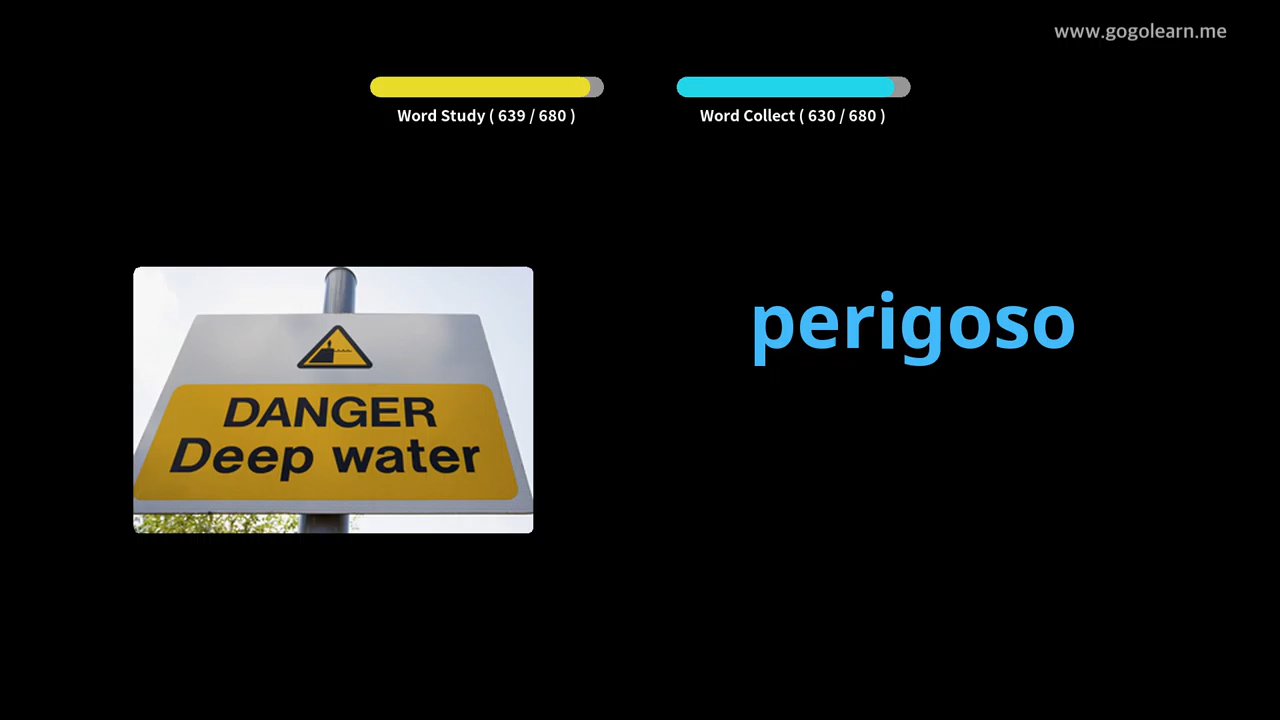 www.gogolearn.me
Word Study ( 639 / 680 )
Word Collect ( 630 / 680 )
DANGER
Deep water
perigoso